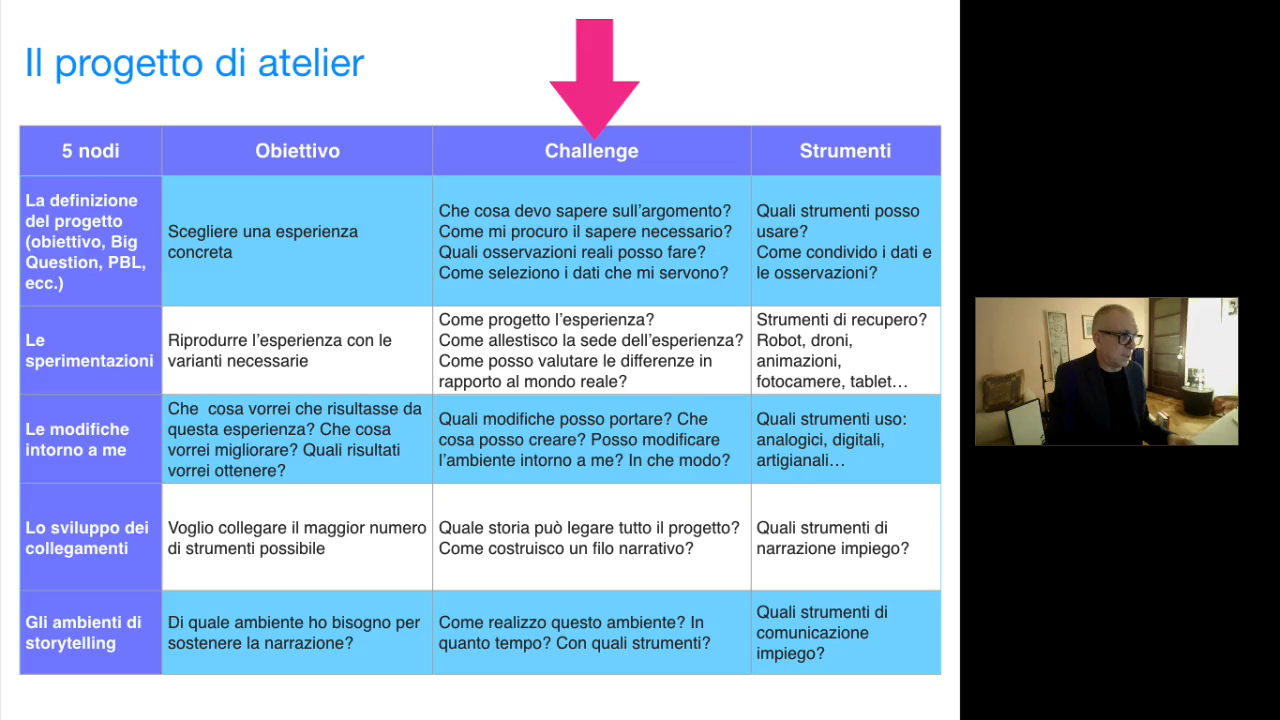 Il progetto di atelier
5 nodi
Obiettivo
Challenge
Strumenti
La definizione
del progetto
(obiettivo, Big
Question, PBL,
ecc.)
Scegliere una esperienza
concreta
Che cosa devo sapere sull'argomento?
Come mi procuro il sapere necessario?
Quali osservazioni reali posso fare?
Come seleziono i dati che mi servono?
Quali strumenti posso
usare?
Come condivido i dati e
le osservazioni?
Le
sperimentazioni
Riprodurre l'esperienza con le
varianti necessarie
Come progetto l'esperienza?
Come allestisco la sede dell'esperienza?
Come posso valutare le differenze in
rapporto al mondo reale?
Strumenti di recupero?
Robot, droni,
animazioni,
fotocamere, tablet…
Le modifiche
intorno a me
Che  cosa vorrei che risultasse da
questa esperienza? Che cosa
vorrei migliorare? Quali risultati
vorrei ottenere?
Quali modifiche posso portare? Che
cosa posso creare? Posso modificare
l'ambiente intorno a me? In che modo?
Quali strumenti uso:
analogici, digitali,
artigianali…
Lo sviluppo dei
collegamenti
Voglio collegare il maggior numero
di strumenti possibile
Quale storia può legare tutto il progetto?
Come costruisco un filo narrativo?
Quali strumenti di
narrazione impiego?
Gli ambienti di
storytelling
Di quale ambiente ho bisogno per
sostenere la narrazione?
Come realizzo questo ambiente? In
quanto tempo? Con quali strumenti?
Quali strumenti di
comunicazione
impiego?